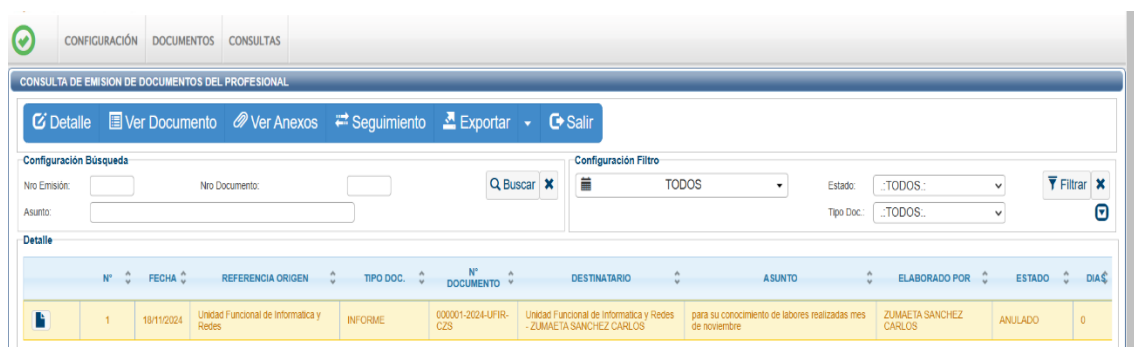 CONFIGURACIÓN DOCUMENTOS CONSULTAS
CONSULTA DE EMISION DE DOCUMENTOS DEL PROFESIONAL
Detalle Ver Documento Ver Anexos Seguimiento Exportar Salir
Configuración Búsqueda Configuración Filtro
Nro Emisión: Nro Documento: Buscar TODOS Estado: .:TODOS.: Filtrar
Asunto: Tipo Doc.: .:TODOS:.
Detalle
N° FECHA REFERENCIA ORIGEN TIPO DOC. N° DOCUMENTO DESTINATARIO ASUNTO ELABORADO POR ESTADO DIAS
1 18/11/2024 Unidad Funcional de Informatica y Redes INFORME 000001-2024-UFIR-CZS Unidad Funcional de Informatica y Redes - ZUMAETA SANCHEZ CARLOS para su conocimiento de labores realizadas mes de noviembre ZUMAETA SANCHEZ CARLOS ANULADO 0